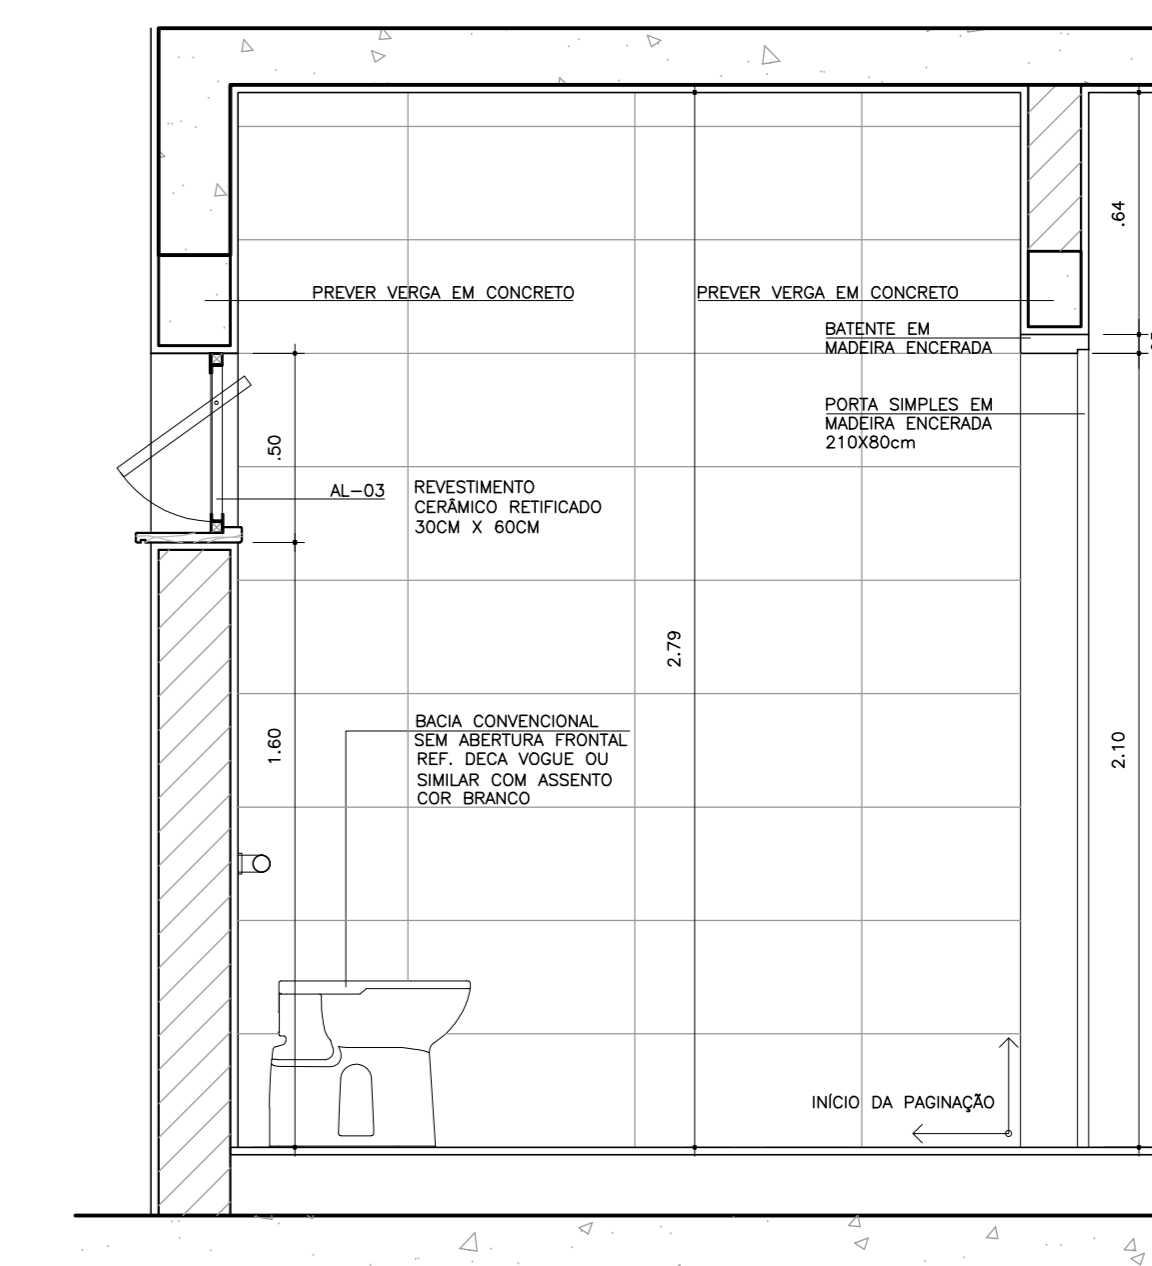 .64
PREVER VERGA EM CONCRETO
PREVER VERGA EM CONCRETO
BATENTE EM
MADEIRA ENCERADA
PORTA SIMPLES EM
MADEIRA ENCERADA
210X80cm
.50
AL-03
REVESTIMENTO
CERÂMICO RETIFICADO
30CM X 60CM
2.79
1.60
BACIA CONVENCIONAL
SEM ABERTURA FRONTAL
REF. DECA VOGUE OU
SIMILAR COM ASSENTO
COR BRANCO
2.10
INÍCIO DA PAGINAÇÃO